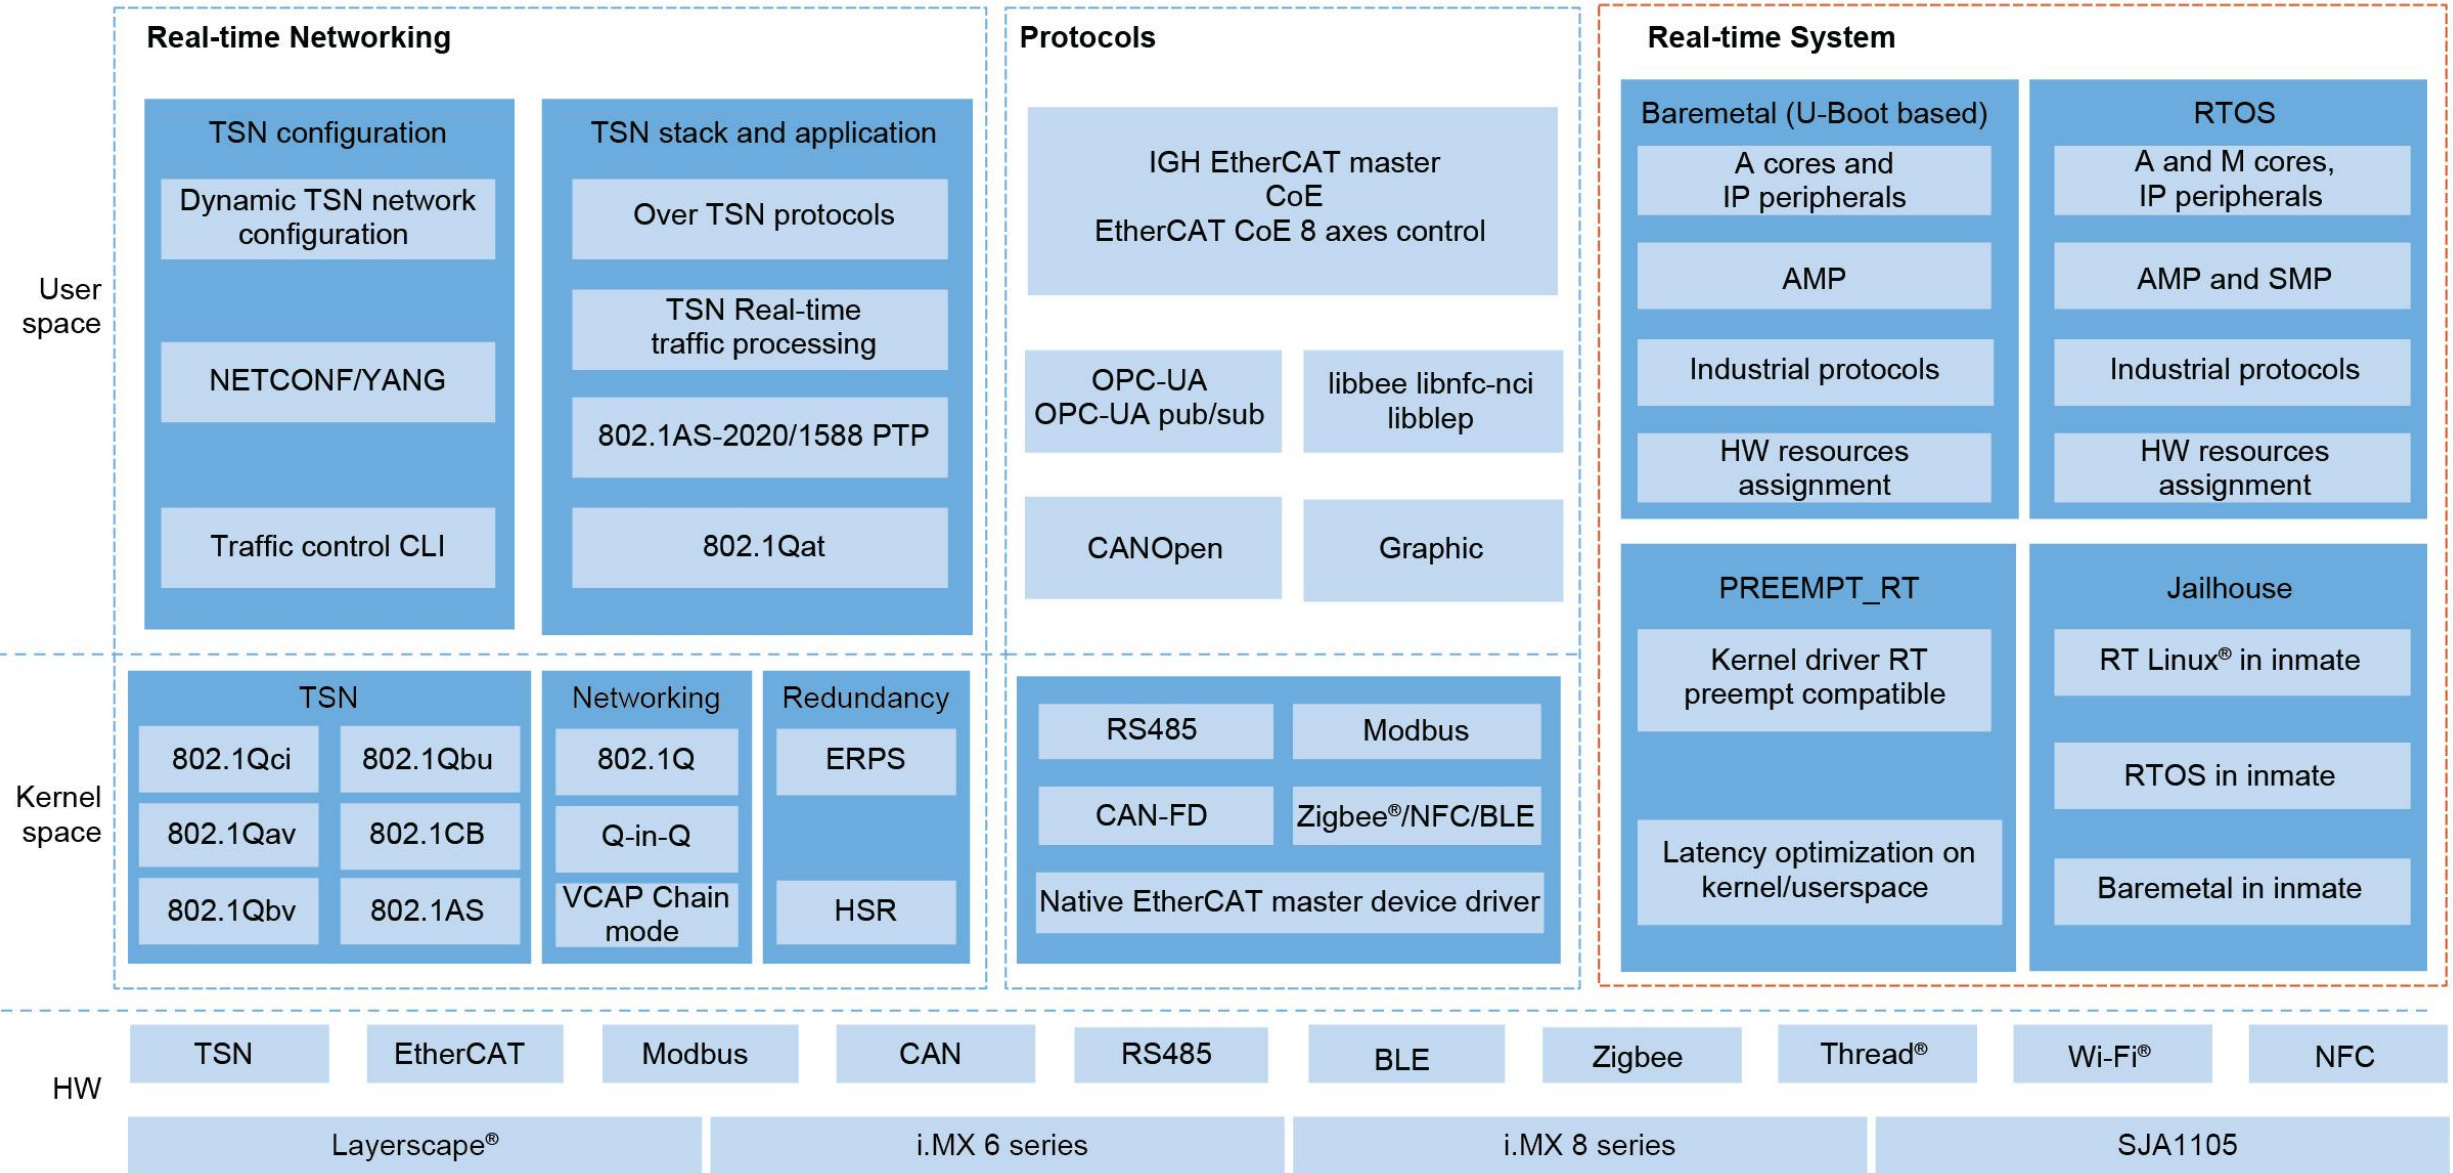 Real-time Networking
TSN configuration
Dynamic TSN network
configuration
NETCONF/YANG
Traffic control CLI
TSN stack and application
Over TSN protocols
TSN Real-time
traffic processing
802.1AS-2020/1588 PTP
802.1Qat
Protocols
IGH EtherCAT master
CoE
EtherCAT CoE 8 axes control
OPC-UA
OPC-UA pub/sub
libbee libnfc-nci
libblep
CANOpen
Graphic
Real-time System
Baremetal (U-Boot based)
A cores and
IP peripherals
AMP
Industrial protocols
HW resources
assignment
RTOS
A and M cores,
IP peripherals
AMP and SMP
Industrial protocols
HW resources
assignment
PREEMPT_RT
Kernel driver RT
preempt compatible
Latency optimization on
kernel/userspace
Jailhouse
RT Linux® in inmate
RTOS in inmate
Baremetal in inmate
User
space
Kernel
space
TSN
802.1Qci
802.1Qbu
802.1Qav
802.1CB
802.1Qbv
802.1AS
Networking
802.1Q
Q-in-Q
VCAP Chain
mode
Redundancy
ERPS
HSR
RS485
Modbus
CAN-FD
Zigbee®/NFC/BLE
Native EtherCAT master device driver
HW
TSN
EtherCAT
Modbus
CAN
RS485
BLE
Zigbee
Thread®
Wi-Fi®
NFC
Layerscape®
i.MX 6 series
i.MX 8 series
SJA1105